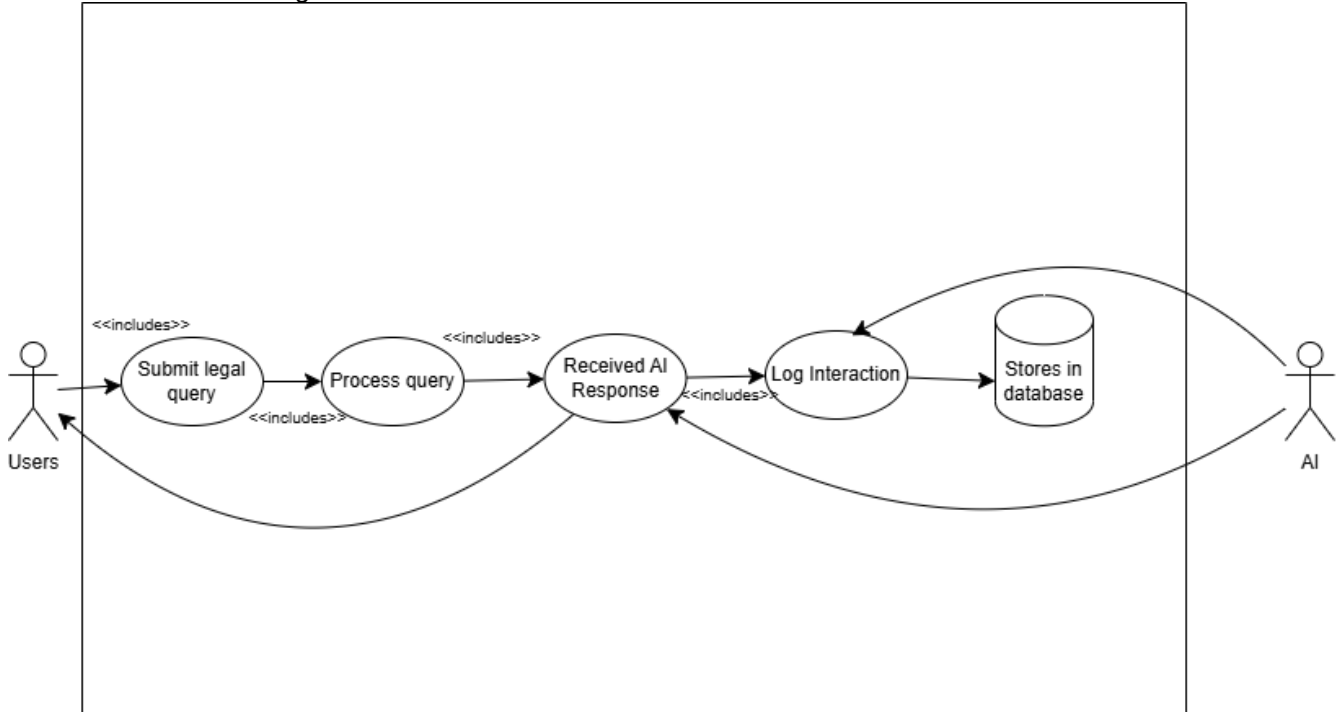 <<includes>>
<<includes>>
Submit legal
query
Process query
<<includes>>
Received AI
Response
<<includes>>
Log Interaction
Stores in
database
Users
AI